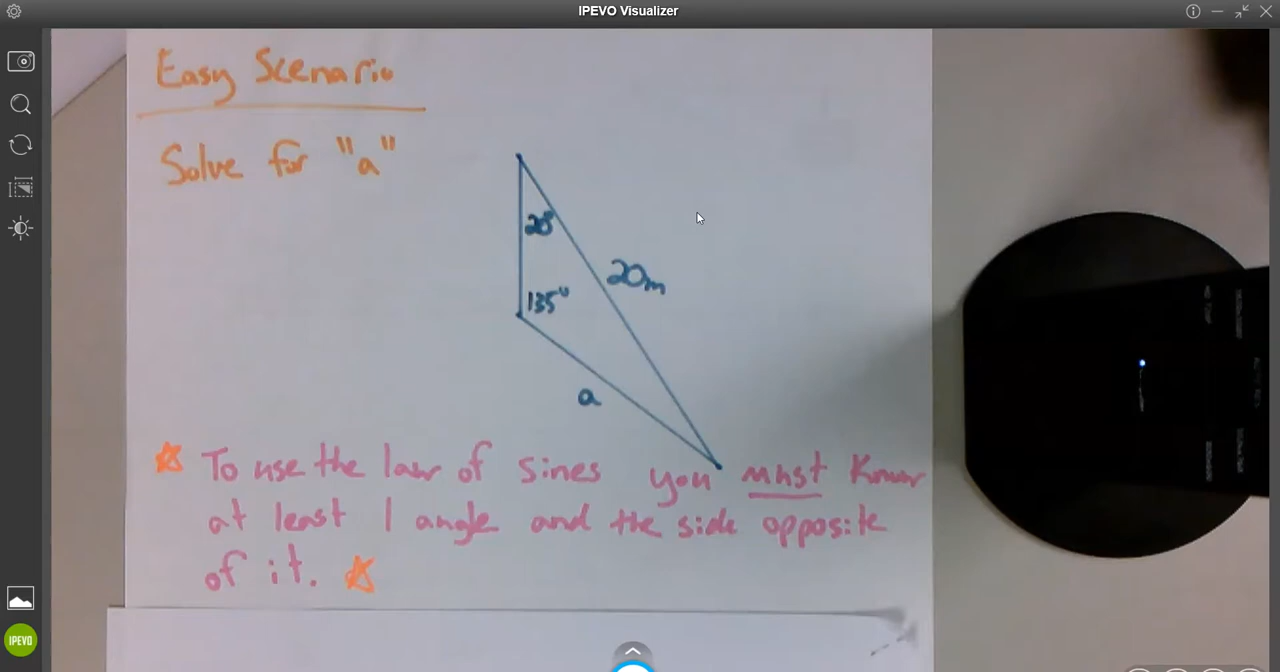 IPEVO Visualizer
Easy Scenario
Solve for "a"
20°
20m
135°
a
To use the law of sines you must know
at least 1 angle and the side opposite
of it.
IPEVO